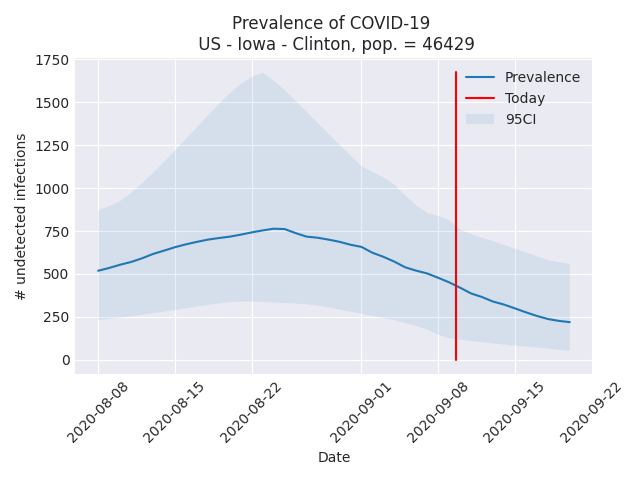 Prevalence of COVID-19
US - Iowa - Clinton, pop. = 46429
1750
1500
1250
1000
750
500
250
0
# undetected infections
Prevalence
Today
95CI
2020-08-08
2020-08-15
2020-08-22
2020-09-01
2020-09-08
2020-09-15
2020-09-22
Date